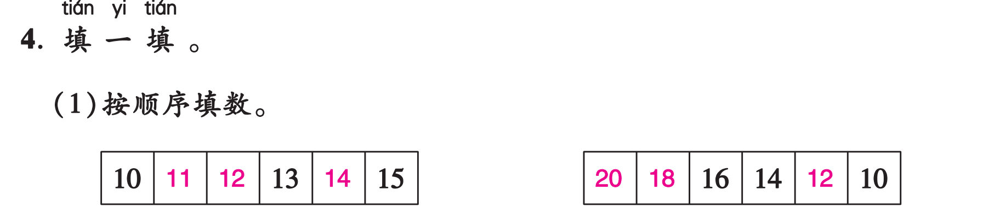 tián yi tián
4. 填 一 填 。
(1)按顺序填数。
10 11 12 13 14 15 20 18 16 14 12 10